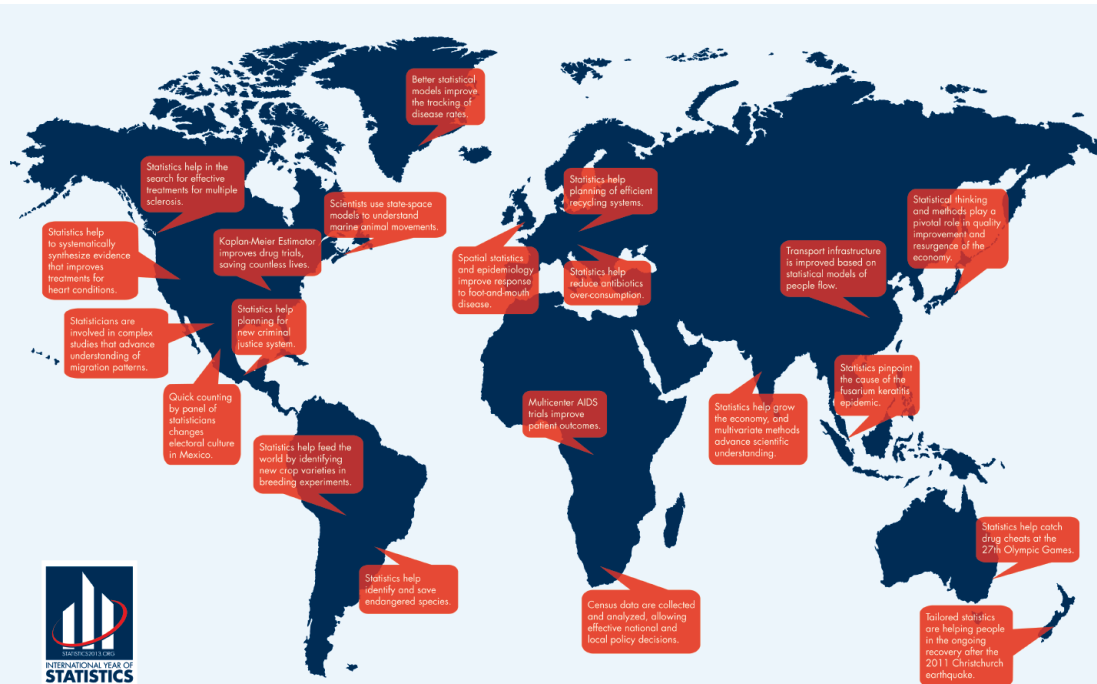 Better statistical
models improve
the tracking of
disease rates.
Statistics help in the
search for effective
treatments for multiple
sclerosis.
Scientists use state-space
models to understand
marine animal movements.
Statistics help
planning of efficient
recycling systems.
Statistical thinking
and methods play a
pivotal role in quality
improvement and
resurgence of the
economy.
Statistics help
to systematically
synthesize evidence
that improves
treatments for
heart conditions.
Kaplan-Meier Estimator
improves drug trials,
saving countless lives.
Spatial statistics
and epidemiology
improve response
to foot-and-mouth
disease.
Statistics help
reduce antibiotics
over-consumption.
Transport infrastructure
is improved based on
statistical models of
people flow.
Statisticians are
involved in complex
studies that advance
understanding of
migration patterns.
Statistics help
planning for
new criminal
justice system.
Quick counting
by panel of
statisticians
changes
electoral culture
in Mexico.
Multicenter AIDS
trials improve
patient outcomes.
Statistics help grow
the economy, and
multivariate methods
advance scientific
understanding.
Statistics pinpoint
the cause of the
fusarium keratitis
epidemic.
Statistics help feed the
world by identifying
new crop varieties in
breeding experiments.
Statistics help catch
drug cheats at the
27th Olympic Games.
Statistics help
identify and save
endangered species.
Census data are collected
and analyzed, allowing
effective national and
local policy decisions.
Tailored statistics
are helping people
in the ongoing
recovery after the
2011 Christchurch
earthquake.
STATISTICS2013.ORG
INTERNATIONAL YEAR OF
STATISTICS